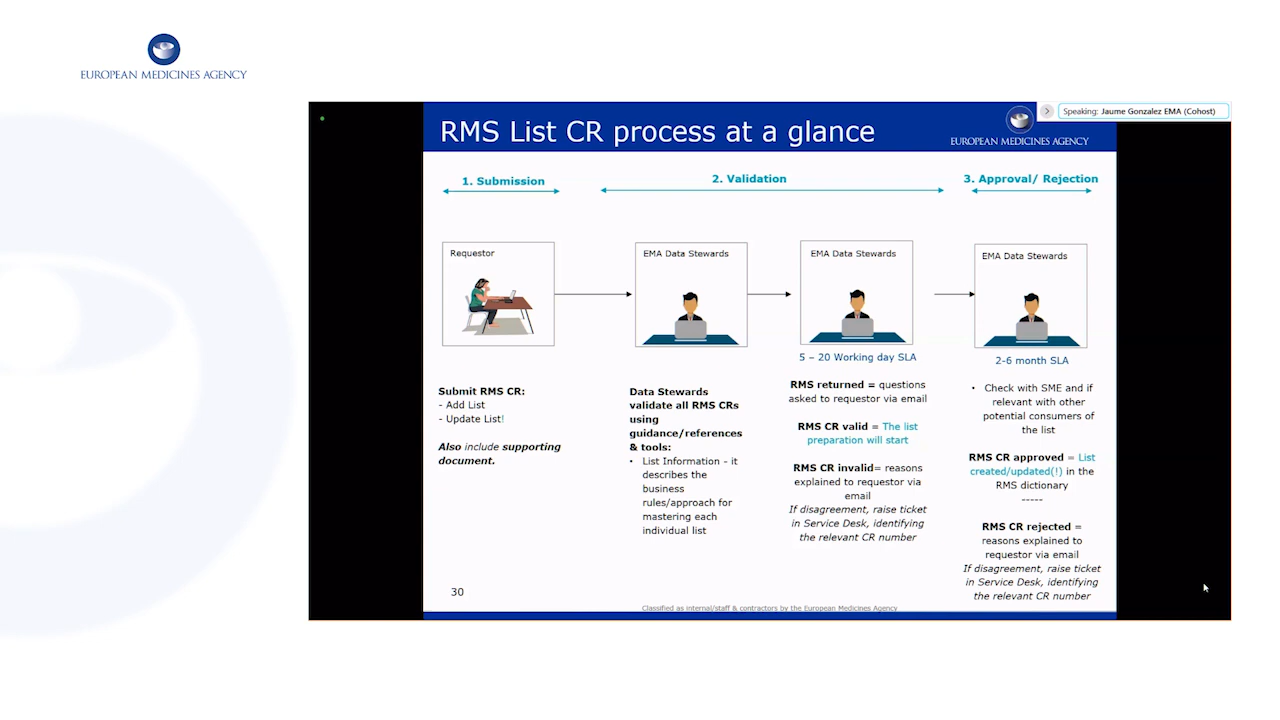 EUROPEAN MEDICINES AGENCY
Speaking: Jaume Gonzalez EMA (Cohost)
RMS List CR process at a glance
EUROPEAN MEDICINES AGENCY
1. Submission
2. Validation
3. Approval/ Rejection
Requestor
EMA Data Stewards
EMA Data Stewards
EMA Data Stewards
5 – 20 Working day SLA
2-6 month SLA
Submit RMS CR:
- Add List
- Update List!
Also include supporting
document.
Data Stewards
validate all RMS CRs
using
guidance/references
& tools:
• List Information - it
describes the
business
rules/approach for
mastering each
individual list
RMS returned = questions
asked to requestor via email
RMS CR valid = The list
preparation will start
RMS CR invalid= reasons
explained to requestor via
email
If disagreement, raise ticket
in Service Desk, identifying
the relevant CR number
• Check with SME and if
relevant with other
potential consumers of
the list
RMS CR approved = List
created/updated(!) in the
RMS dictionary
-----
RMS CR rejected =
reasons explained to
requestor via email
If disagreement, raise ticket
in Service Desk, identifying
the relevant CR number
30
Classified as internal/staff & contractors by the European Medicines Agency